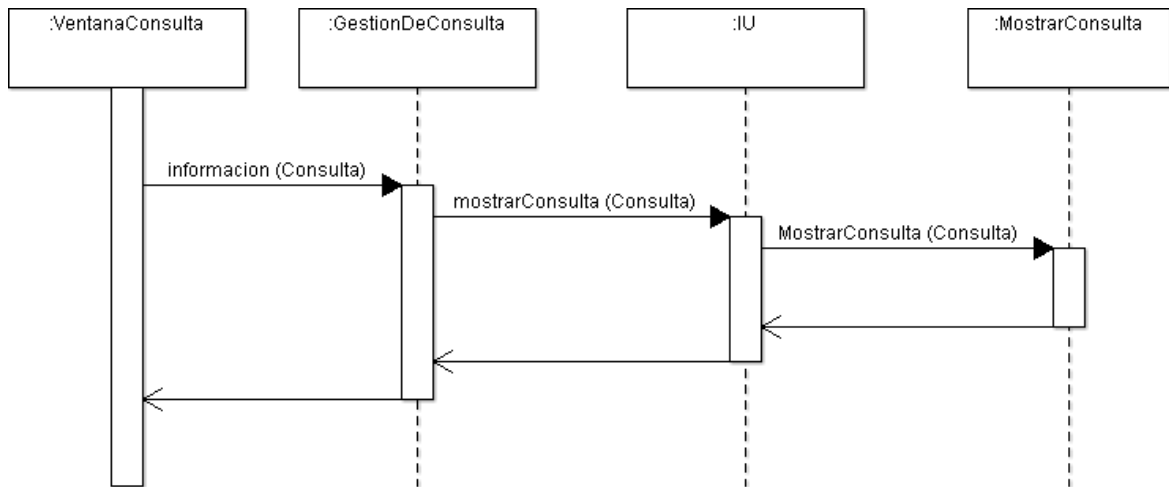 :VentanaConsulta
:GestionDeConsulta
:IU
:MostrarConsulta
informacion (Consulta)
mostrarConsulta (Consulta)
MostrarConsulta (Consulta)